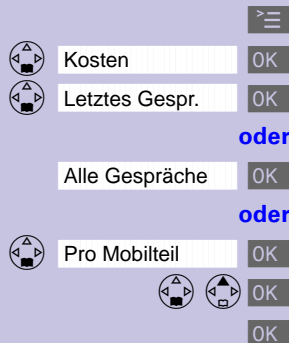 Kosten OK
Letztes Gespr. OK
oder
Alle Gespräche OK
oder
Pro Mobilteil OK
OK
OK